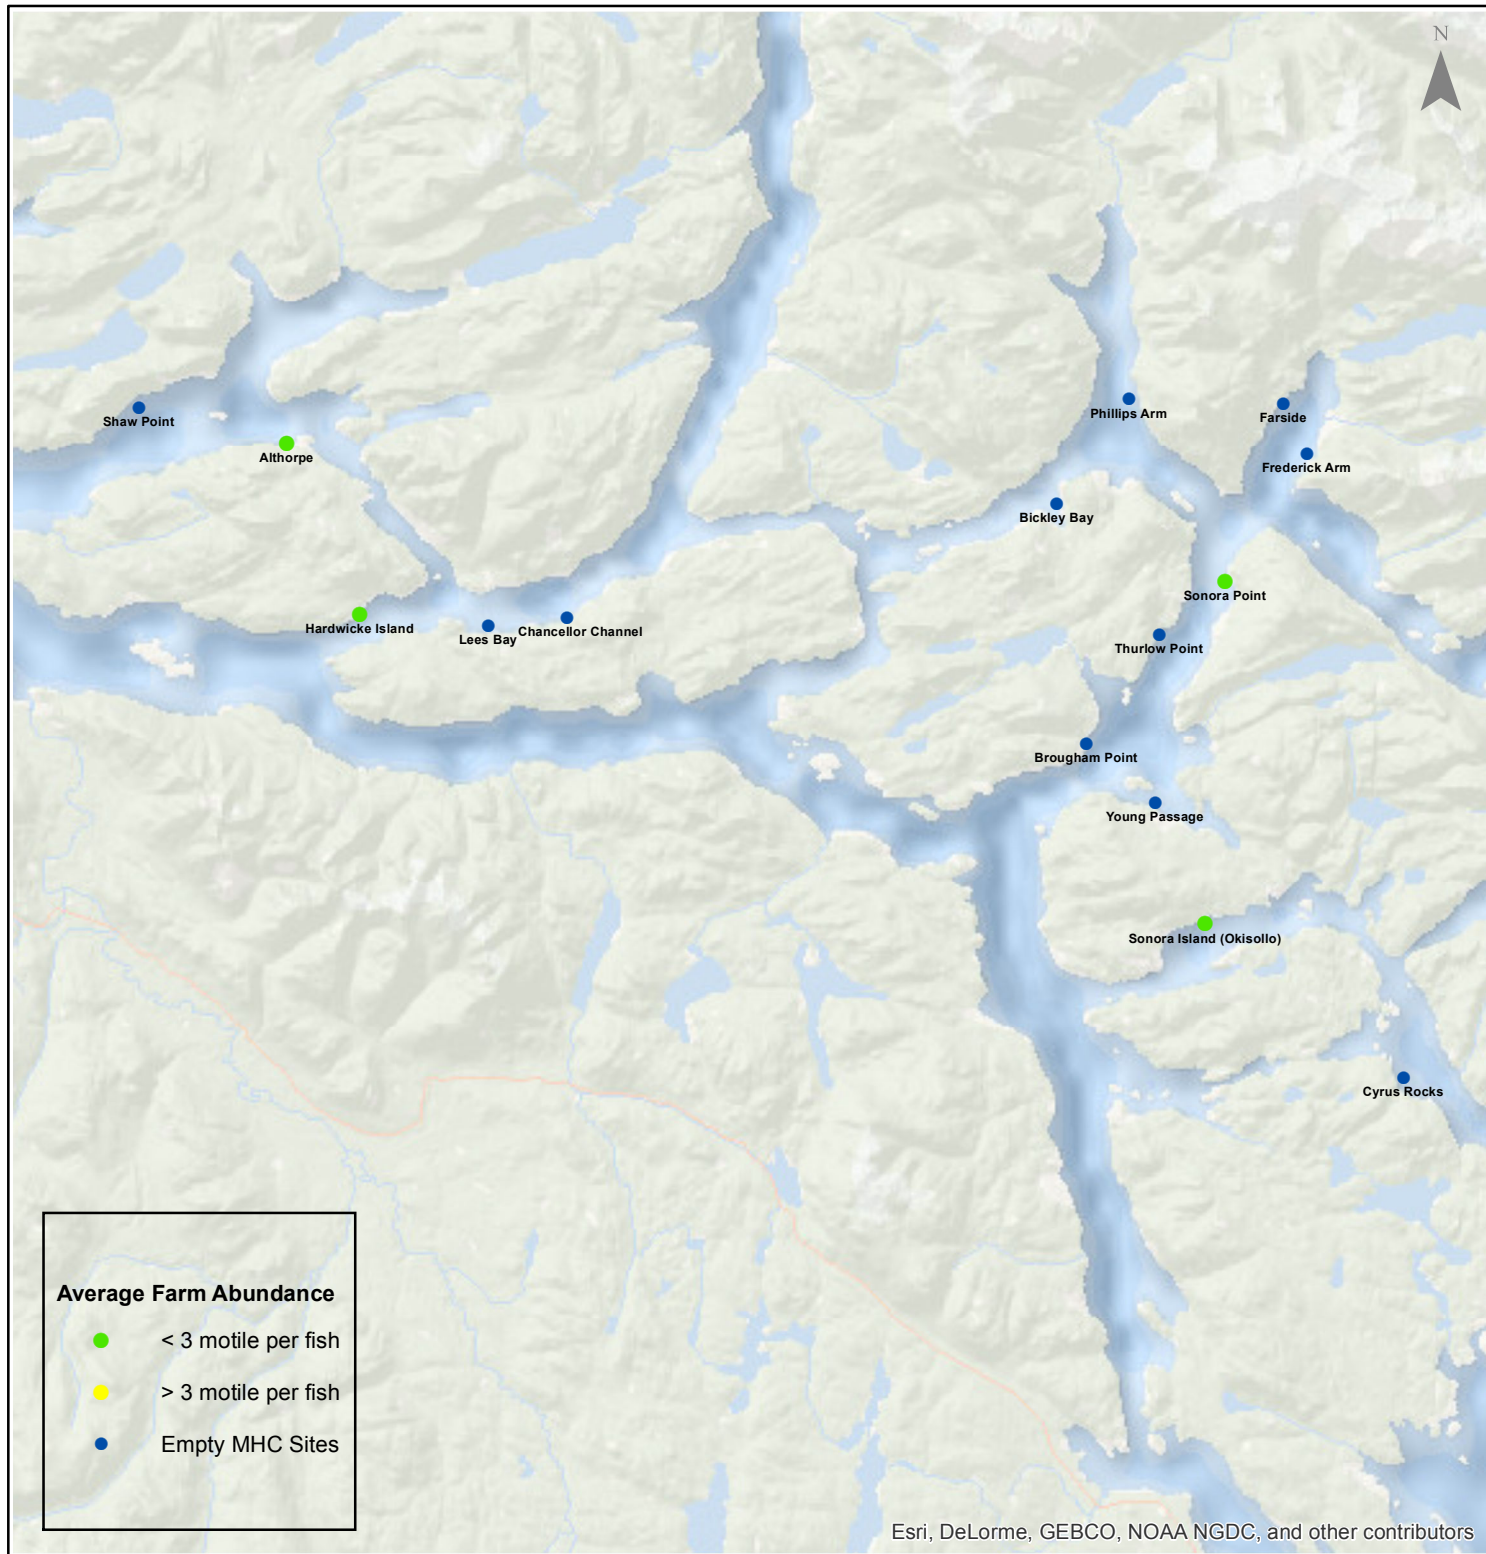 N
Shaw Point
Althorpe
Phillips Arm
Farside
Frederick Arm
Bickley Bay
Sonora Point
Hardwicke Island
Lees Bay
Chancellor Channel
Thurlow Point
Brougham Point
Young Passage
Sonora Island (Okisollo)
Cyrus Rocks
Average Farm Abundance
< 3 motile per fish
> 3 motile per fish
Empty MHC Sites
Esri, DeLorme, GEBCO, NOAA NGDC, and other contributors